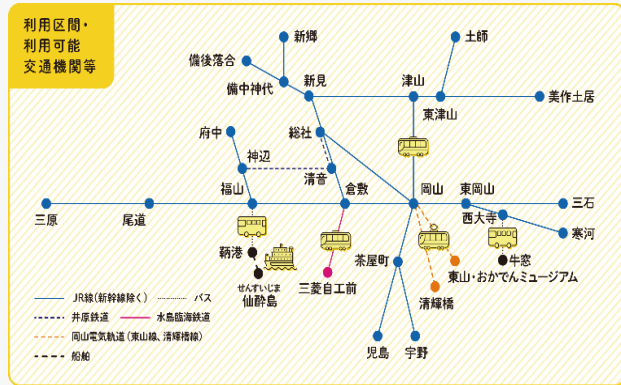 利用区間・
利用可能
交通機関等
新郷
土師
備後落合
備中神代
新見
津山
東津山
美作土居
府中
総社
神辺
清音
福山
倉敷
岡山
東岡山
三石
三原
尾道
西大寺
寒河
鞆港
茶屋町
牛窓
せんすいじま
仙酔島
三菱自工前
東山・おかでんミュージアム
清輝橋
児島
宇野
JR線(新幹線除く)
バス
井原鉄道
水島臨海鉄道
岡山電気軌道(東山線、清輝橋線)
船舶